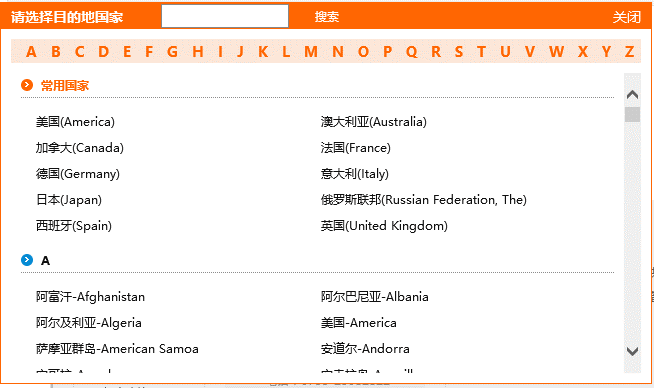 请选择目的地国家 搜索 关闭
A B C D E F G H I J K L M N O P Q R S T U V W X Y Z
常用国家
美国(America) 澳大利亚(Australia)
加拿大(Canada) 法国(France)
德国(Germany) 意大利(Italy)
日本(Japan) 俄罗斯联邦(Russian Federation, The)
西班牙(Spain) 英国(United Kingdom)
A
阿富汗-Afghanistan 阿尔巴尼亚-Albania
阿尔及利亚-Algeria 美国-America
萨摩亚群岛-American Samoa 安道尔-Andorra